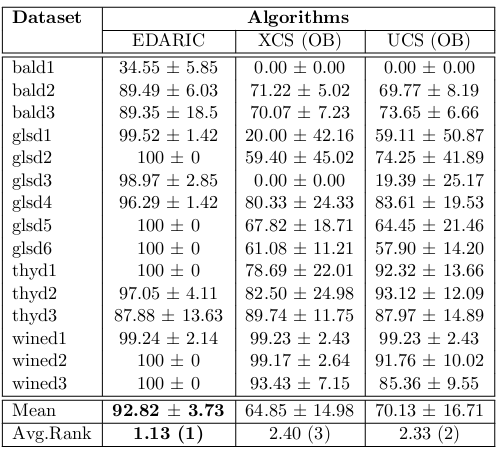 Dataset Algorithms
EDARIC XCS (OB) UCS (OB)
bald1 34.55 ± 5.85 0.00 ± 0.00 0.00 ± 0.00
bald2 89.49 ± 6.03 71.22 ± 5.02 69.77 ± 8.19
bald3 89.35 ± 18.5 70.07 ± 7.23 73.65 ± 6.66
glsd1 99.52 ± 1.42 20.00 ± 42.16 59.11 ± 50.87
glsd2 100 ± 0 59.40 ± 45.02 74.25 ± 41.89
glsd3 98.97 ± 2.85 0.00 ± 0.00 19.39 ± 25.17
glsd4 96.29 ± 1.42 80.33 ± 24.33 83.61 ± 19.53
glsd5 100 ± 0 67.82 ± 18.71 64.45 ± 21.46
glsd6 100 ± 0 61.08 ± 11.21 57.90 ± 14.20
thyd1 100 ± 0 78.69 ± 22.01 92.32 ± 13.66
thyd2 97.05 ± 4.11 82.50 ± 24.98 93.12 ± 12.09
thyd3 87.88 ± 13.63 89.74 ± 11.75 87.97 ± 14.89
wined1 99.24 ± 2.14 99.23 ± 2.43 99.23 ± 2.43
wined2 100 ± 0 99.17 ± 2.64 91.76 ± 10.02
wined3 100 ± 0 93.43 ± 7.15 85.36 ± 9.55
Mean 92.82 ± 3.73 64.85 ± 14.98 70.13 ± 16.71
Avg.Rank 1.13 (1) 2.40 (3) 2.33 (2)